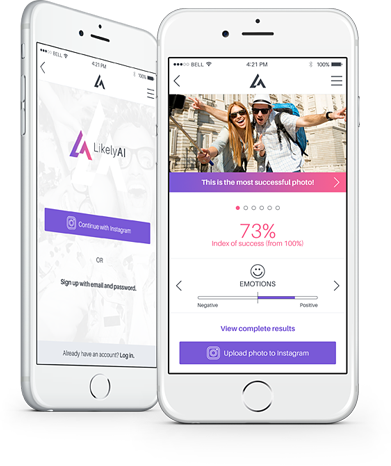 BELL
4:21 PM
LikelyAI
Continue with Instagram
OR
Sign up with email and password.
Already have an account? Log in.
BELL
4:21 PM
100%
This is the most successful photo!
73%
Index of success (from 100%)
EMOTIONS
Negative
Positive
View complete results
Upload photo to Instagram